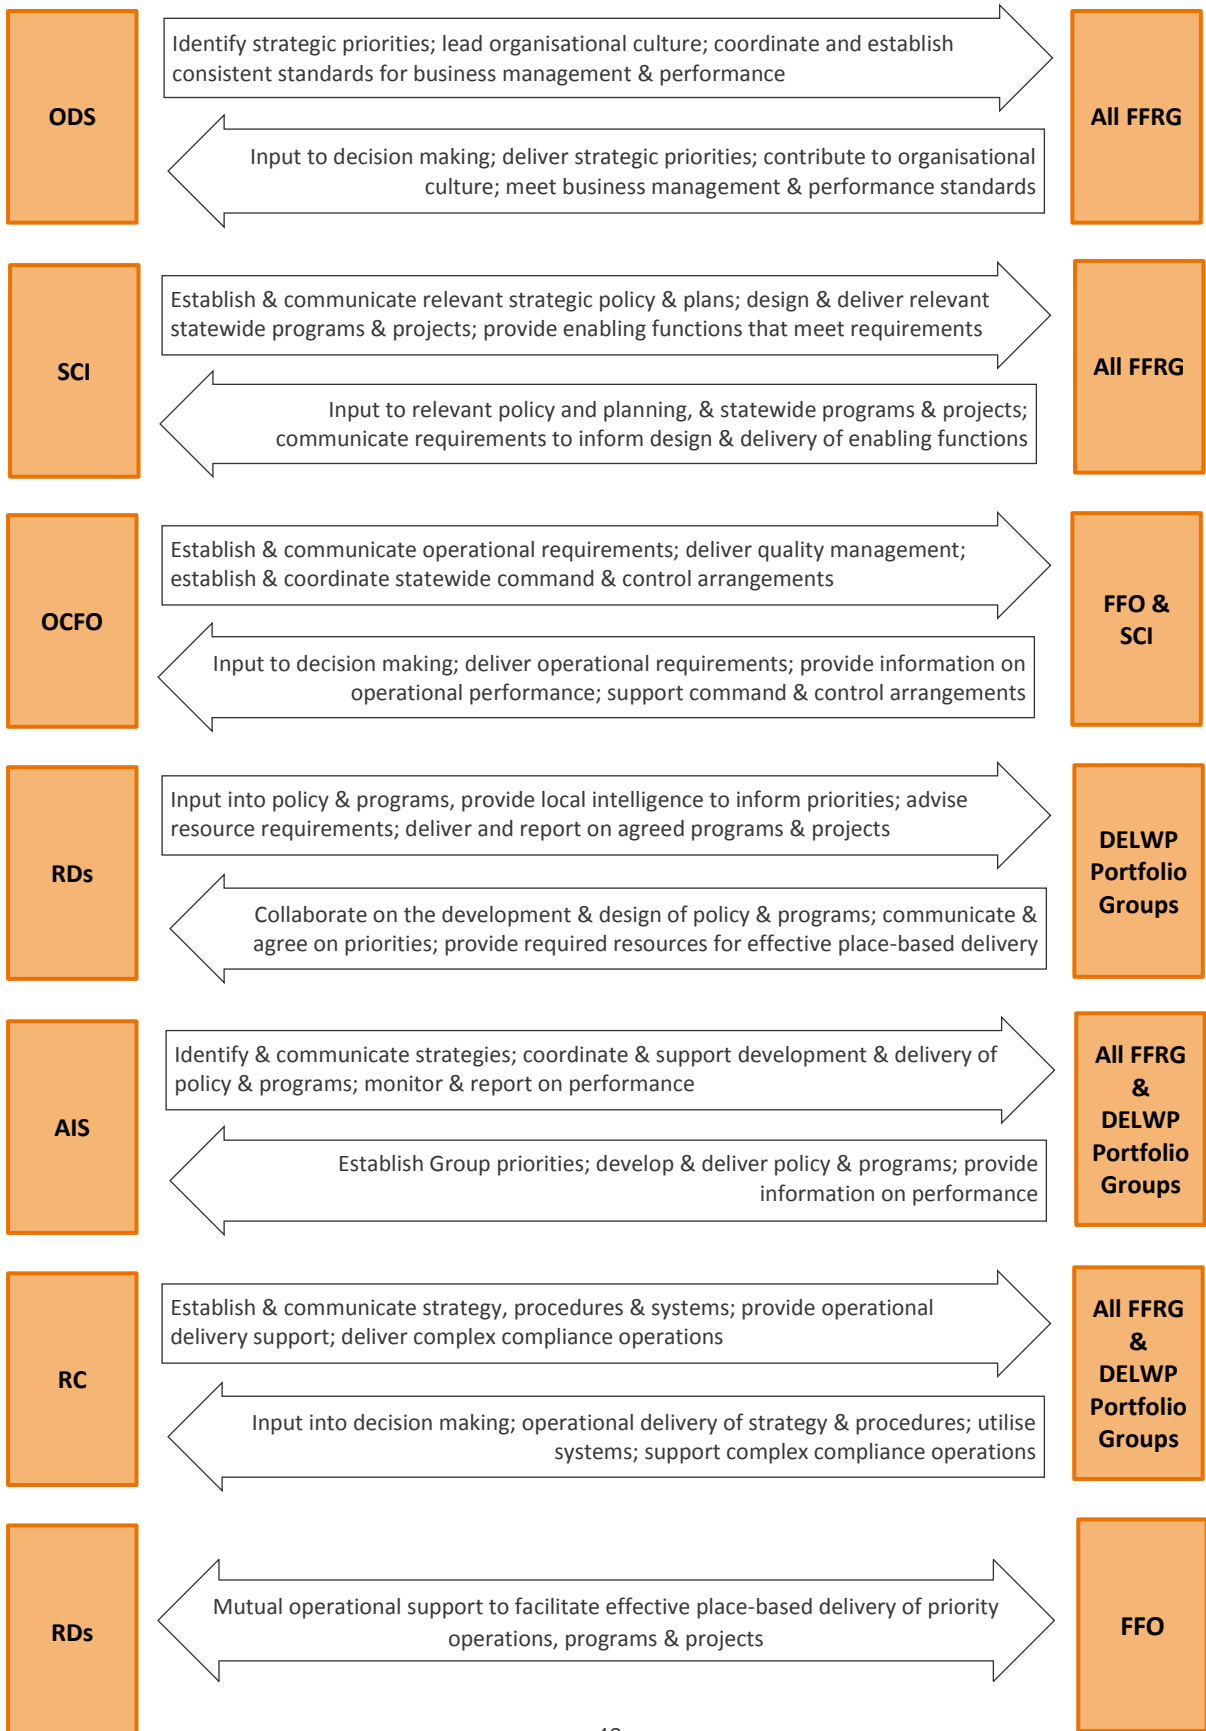 Identify strategic priorities; lead organisational culture; coordinate and establish
consistent standards for business management & performance
ODS
All FFRG
Input to decision making; deliver strategic priorities; contribute to organisational
culture; meet business management & performance standards
Establish & communicate relevant strategic policy & plans; design & deliver relevant
statewide programs & projects; provide enabling functions that meet requirements
SCI
All FFRG
Input to relevant policy and planning, & statewide programs & projects;
communicate requirements to inform design & delivery of enabling functions
Establish & communicate operational requirements; deliver quality management;
establish & coordinate statewide command & control arrangements
OCFO
FFO &
SCI
Input to decision making; deliver operational requirements; provide information on
operational performance; support command & control arrangements
Input into policy & programs, provide local intelligence to inform priorities; advise
resource requirements; deliver and report on agreed programs & projects
RDs
DELWP
Portfolio
Groups
Collaborate on the development & design of policy & programs; communicate &
agree on priorities; provide required resources for effective place-based delivery
Identify & communicate strategies; coordinate & support development & delivery of
policy & programs; monitor & report on performance
AIS
All FFRG
&
DELWP
Portfolio
Groups
Establish Group priorities; develop & deliver policy & programs; provide
information on performance
Establish & communicate strategy, procedures & systems; provide operational
delivery support; deliver complex compliance operations
RC
All FFRG
&
DELWP
Portfolio
Groups
Input into decision making; operational delivery of strategy & procedures; utilise
systems; support complex compliance operations
RDs
Mutual operational support to facilitate effective place-based delivery of priority
operations, programs & projects
FFO